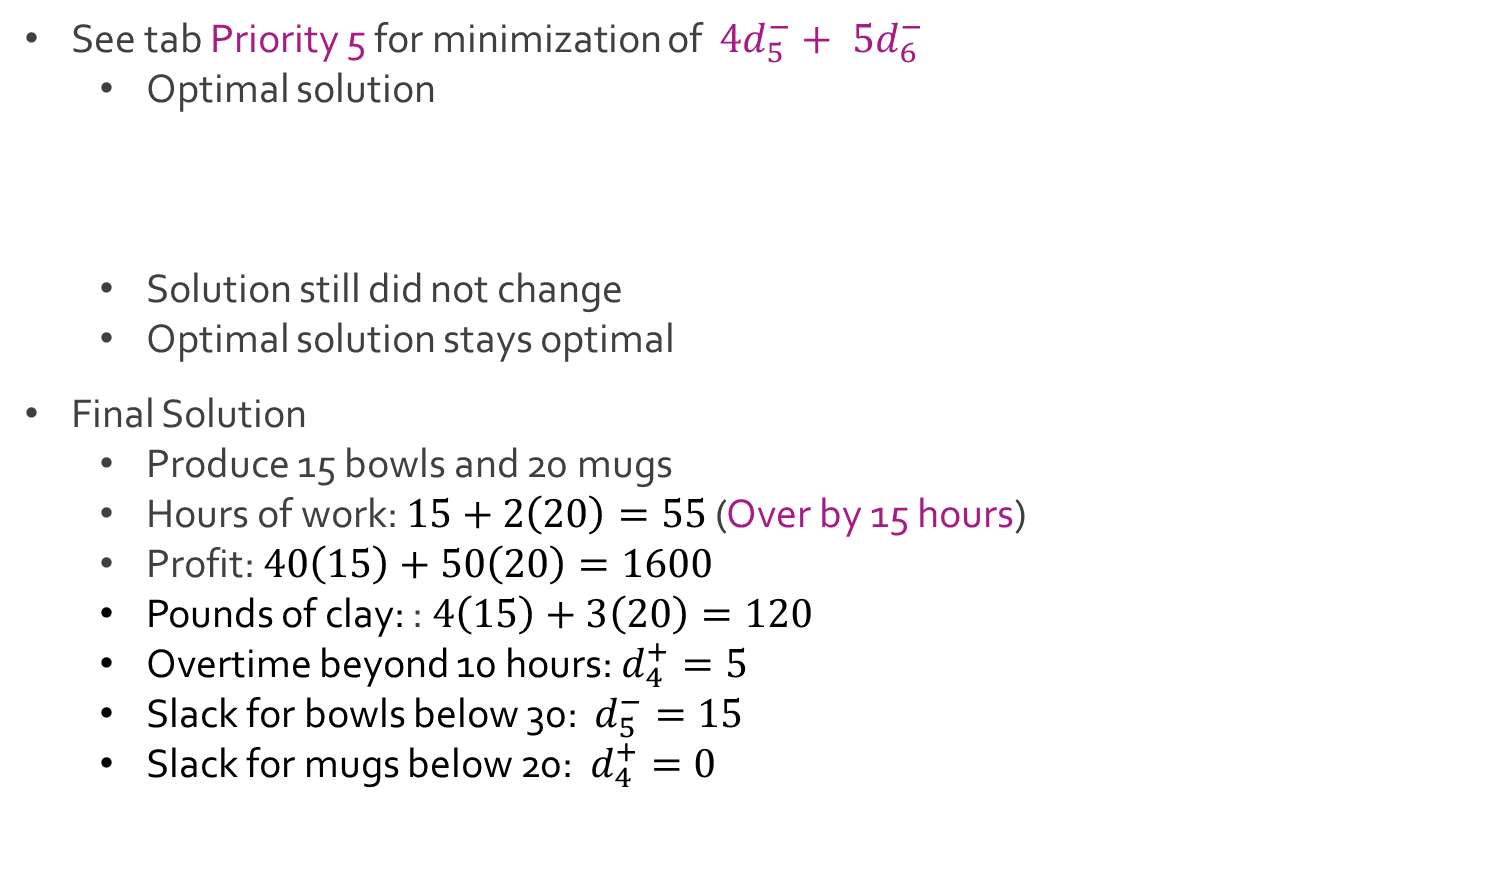 • See tab Priority 5 for minimization of 4d₅⁻ + 5d₆⁻
• Optimal solution
• Solution still did not change
• Optimal solution stays optimal
• Final Solution
• Produce 15 bowls and 20 mugs
• Hours of work: 15 + 2(20) = 55 (Over by 15 hours)
• Profit: 40(15) + 50(20) = 1600
• Pounds of clay: : 4(15) + 3(20) = 120
• Overtime beyond 10 hours: d₄⁺ = 5
• Slack for bowls below 30: d₅⁻ = 15
• Slack for mugs below 20: d₄⁺ = 0